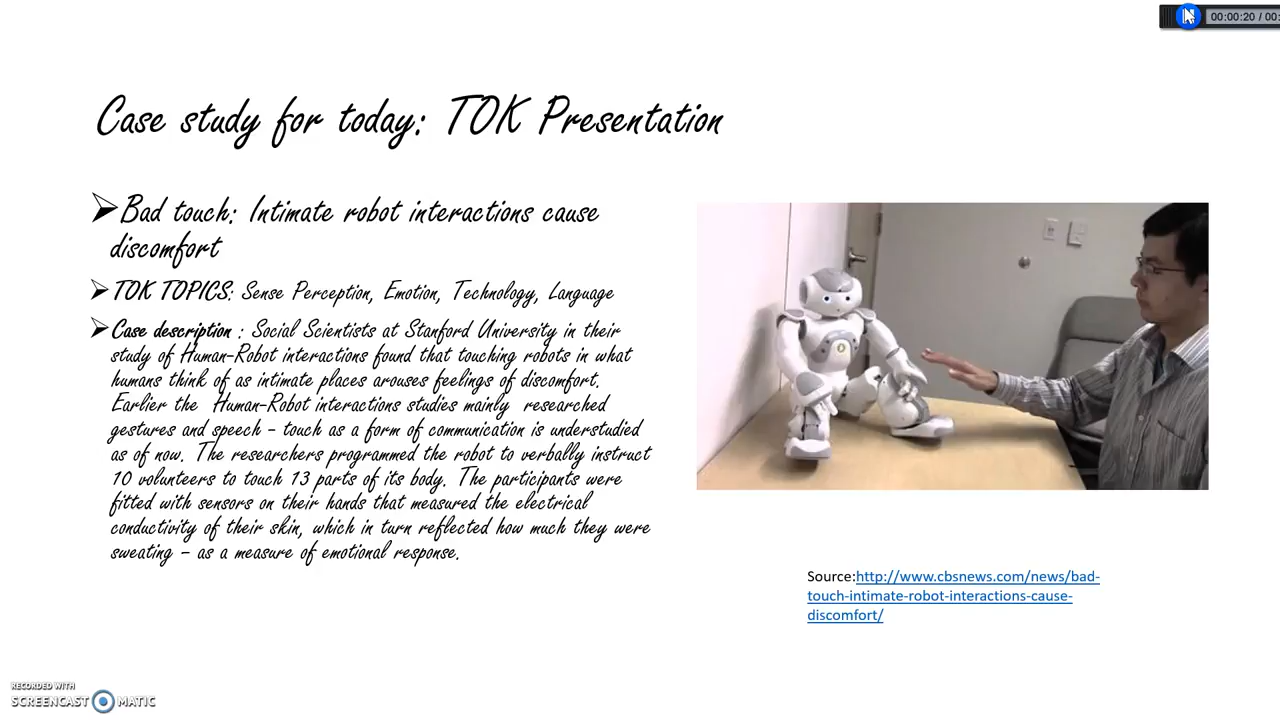 00:00:20 / 00:
Case study for today: TOK Presentation
Bad touch: Intimate robot interactions cause
discomfort
TOK TOPICS: Sense Perception, Emotion, Technology, Language
Case description : Social Scientists at Stanford University in their
study of Human-Robot interactions found that touching robots in what
humans think of as intimate places arouses feelings of discomfort.
Earlier the Human-Robot interactions studies mainly researched
gestures and speech – touch as a form of communication is understudied
as of now. The researchers programmed the robot to verbally instruct
10 volunteers to touch 13 parts of its body. The participants were
fitted with sensors on their hands that measured the electrical
conductivity of their skin, which in turn reflected how much they were
sweating – as a measure of emotional response.
Source:http://www.cbsnews.com/news/bad-
touch-intimate-robot-interactions-cause-
discomfort/
RECORDED WITH
SCREENCAST MATIC